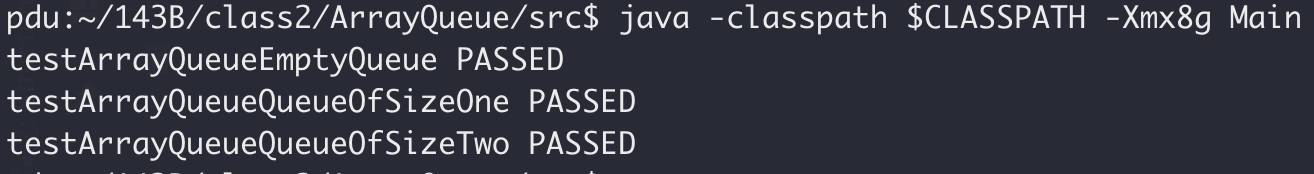 pdu:~/143B/class2/ArrayQueue/src$ java -classpath $CLASSPATH -Xmx8g Main
testArrayQueueEmptyQueue PASSED
testArrayQueueQueueOfSizeOne PASSED
testArrayQueueQueueOfSizeTwo PASSED